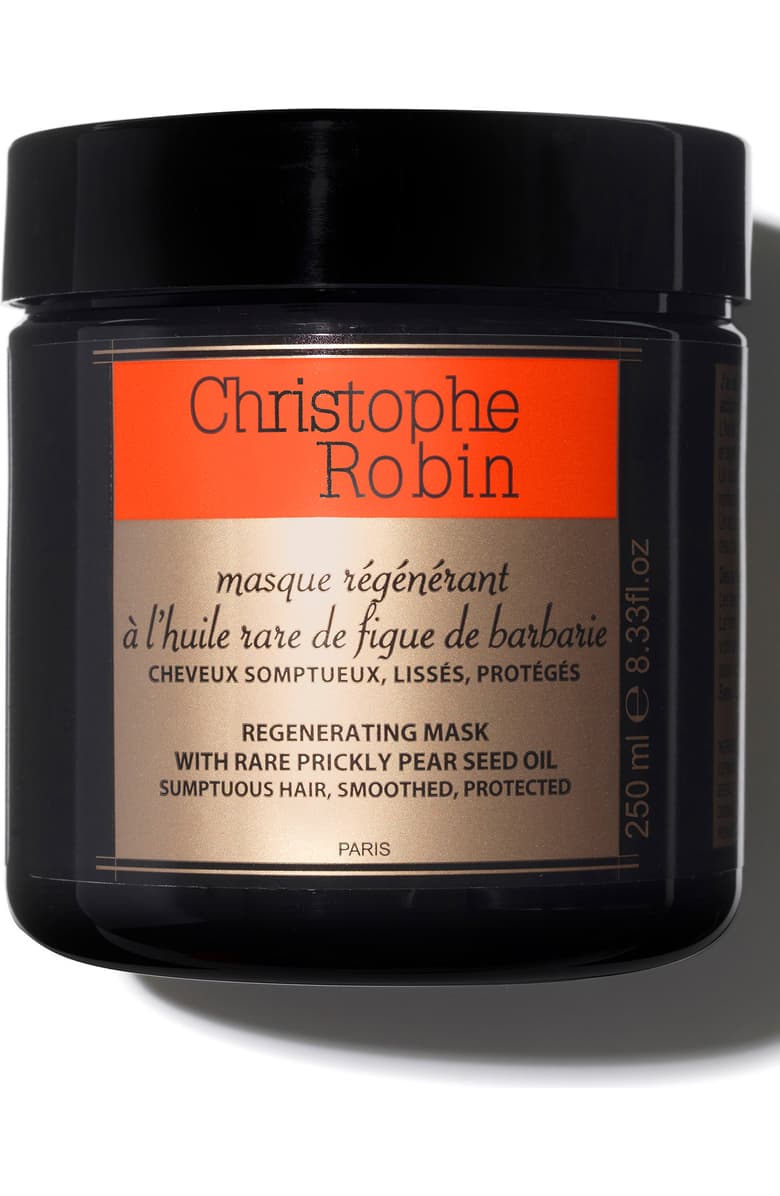 Christophe
Robin
masque régénérant
à l'huile rare de figue de barbarie
CHEVEUX SOMPTUEUX, LISSÉS, PROTÉGÉS
REGENERATING MASK
WITH RARE PRICKLY PEAR SEED OIL
SUMPTUOUS HAIR, SMOOTHED, PROTECTED
PARIS
250 ml ℮ 8.33fl.oz